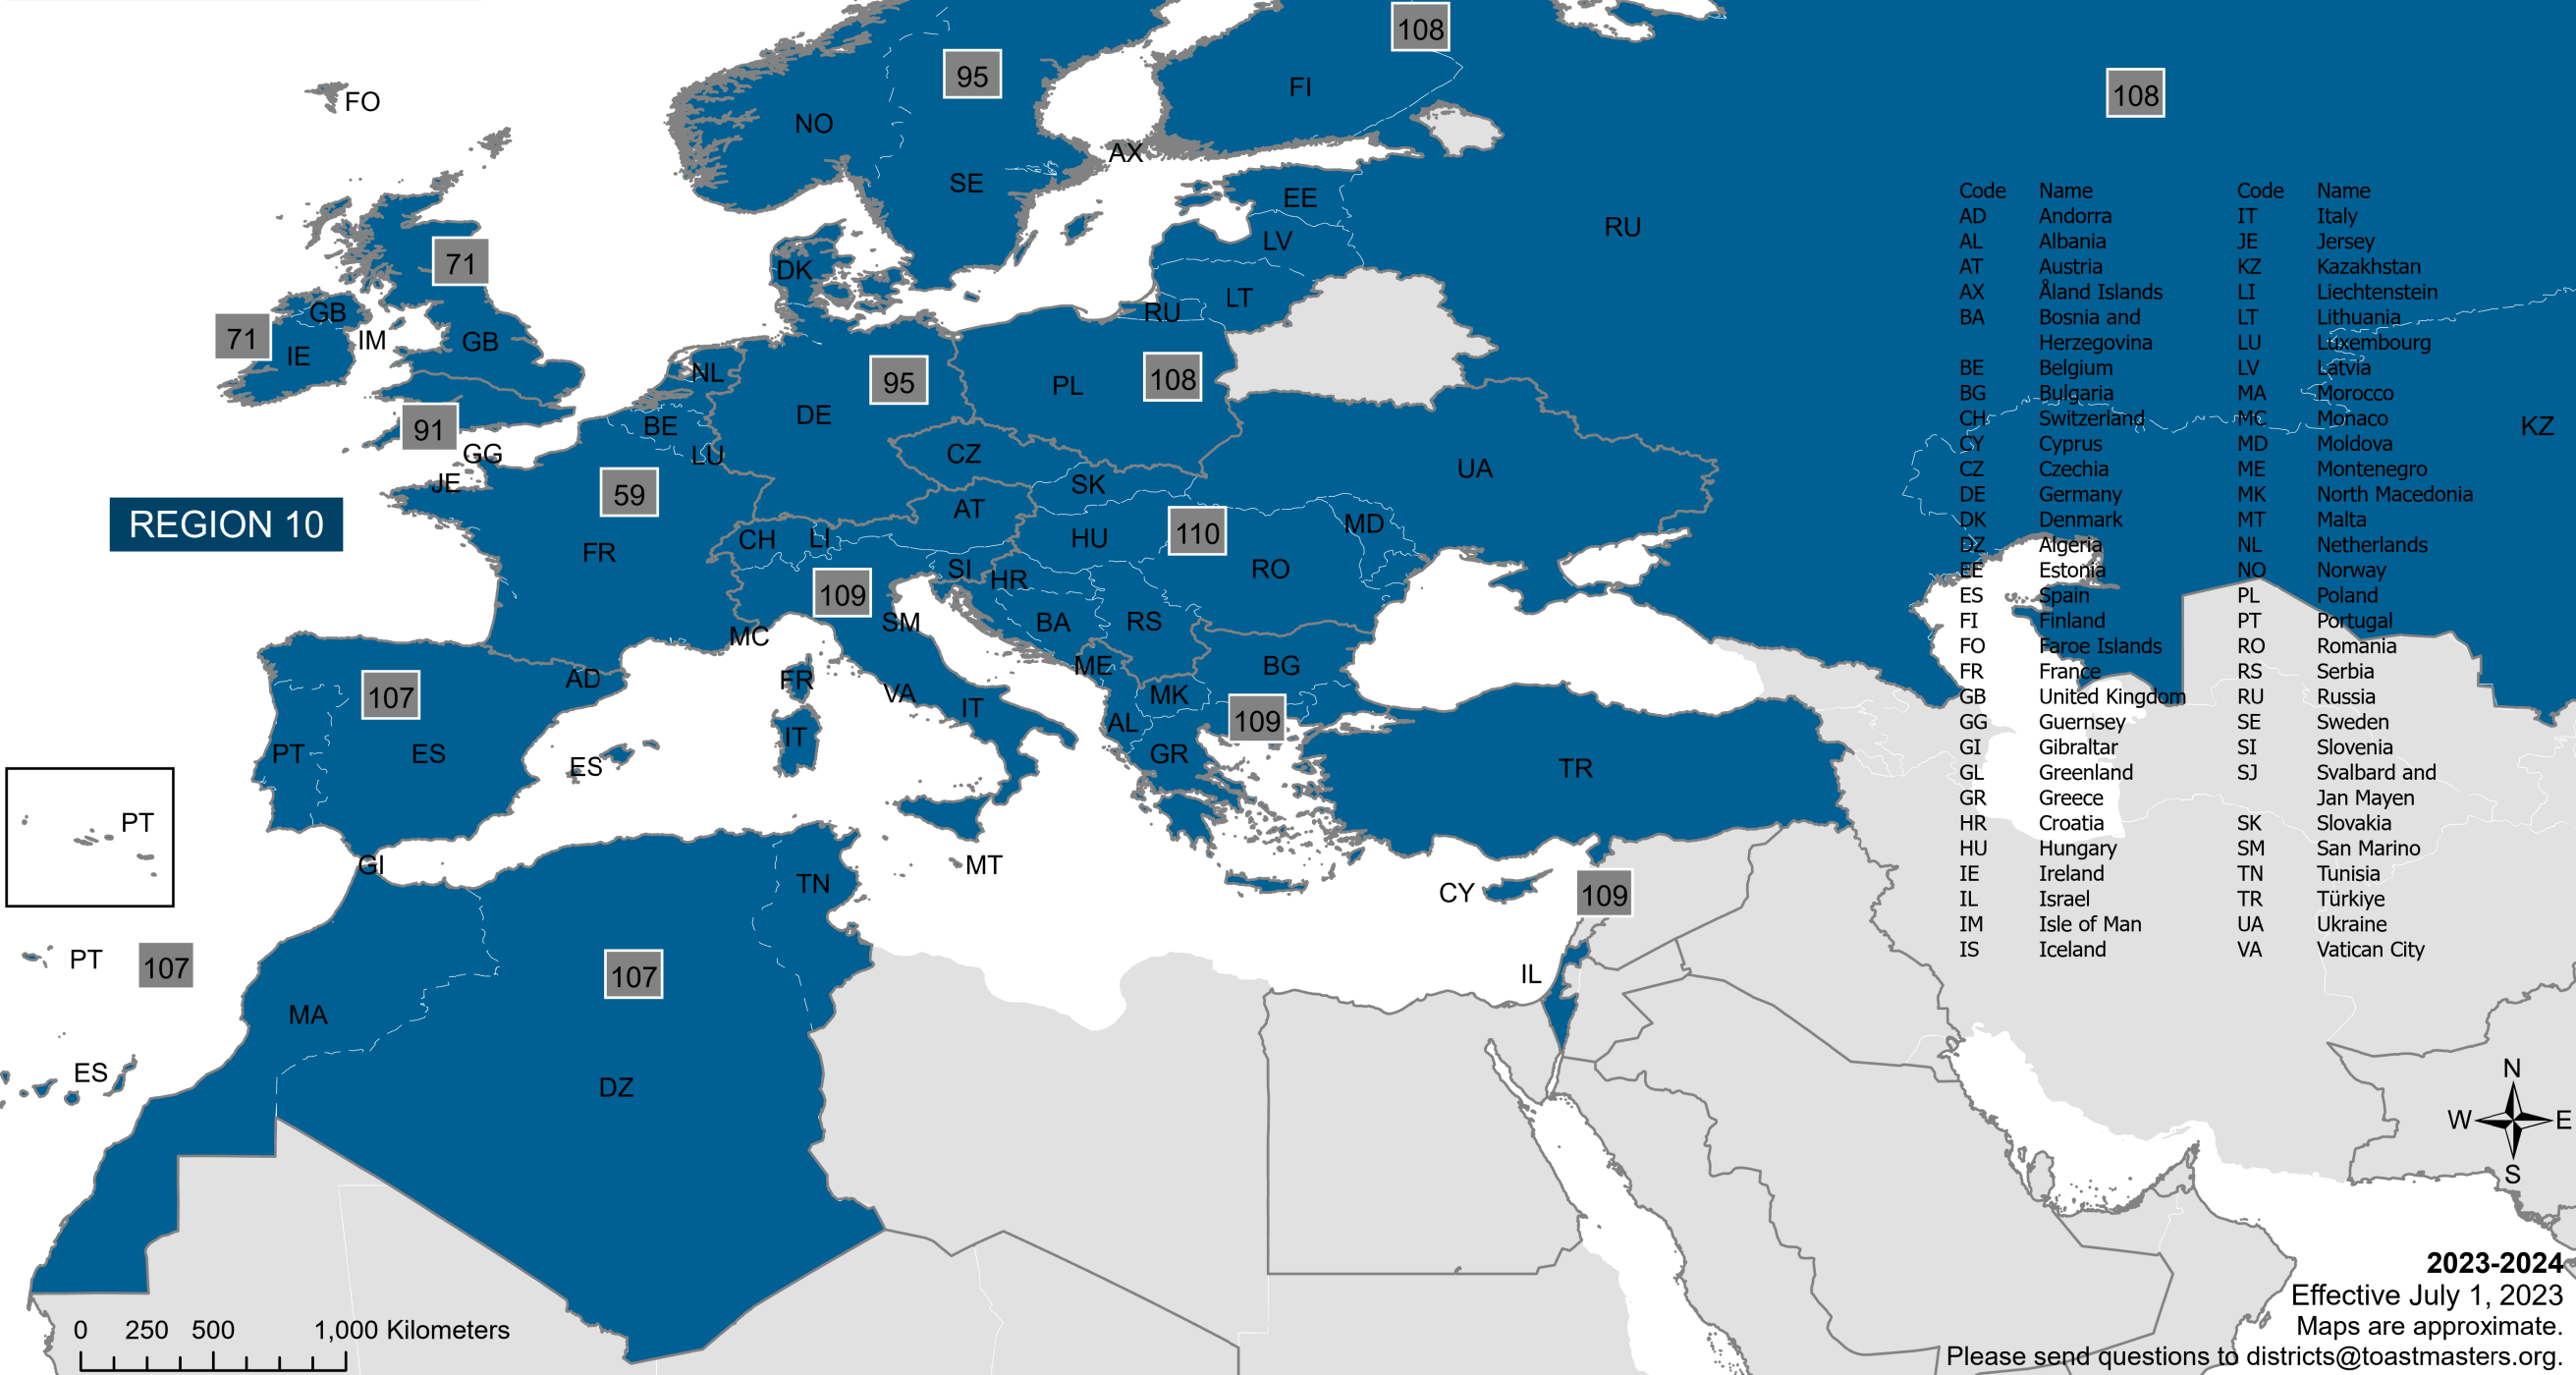 108
95
FI
108
FO
NO
AX
SE
EE
RU
LV
71
DK
LT
GB
RU
71
IM
IE
GB
NL
95
PL
108
DE
91
BE
GG
LU
CZ
UA
JE
59
SK
AT
REGION 10
FR
CH
LI
HU
110
MD
RO
SI
HR
109
SM
BA
RS
MC
ME
BG
AD
FR
107
VA
MK
IT
AL
109
PT
ES
IT
GR
ES
TR
PT
GI
MT
TN
CY
109
PT
107
107
IL
MA
ES
DZ
KZ
Code Name Code Name
AD Andorra IT Italy
AL Albania JE Jersey
AT Austria KZ Kazakhstan
AX Åland Islands LI Liechtenstein
BA Bosnia and LT Lithuania
Herzegovina LU Luxembourg
BE Belgium LV Latvia
BG Bulgaria MA Morocco
CH Switzerland MC Monaco
CY Cyprus MD Moldova
CZ Czechia ME Montenegro
DE Germany MK North Macedonia
DK Denmark MT Malta
DZ Algeria NL Netherlands
EE Estonia NO Norway
ES Spain PL Poland
FI Finland PT Portugal
FO Faroe Islands RO Romania
FR France RS Serbia
GB United Kingdom RU Russia
GG Guernsey SE Sweden
GI Gibraltar SI Slovenia
GL Greenland SJ Svalbard and
GR Greece Jan Mayen
HR Croatia SK Slovakia
HU Hungary SM San Marino
IE Ireland TN Tunisia
IL Israel TR Türkiye
IM Isle of Man UA Ukraine
IS Iceland VA Vatican City
N
W E
S
2023-2024
Effective July 1, 2023
Maps are approximate.
Please send questions to districts@toastmasters.org.
0 250 500 1,000 Kilometers